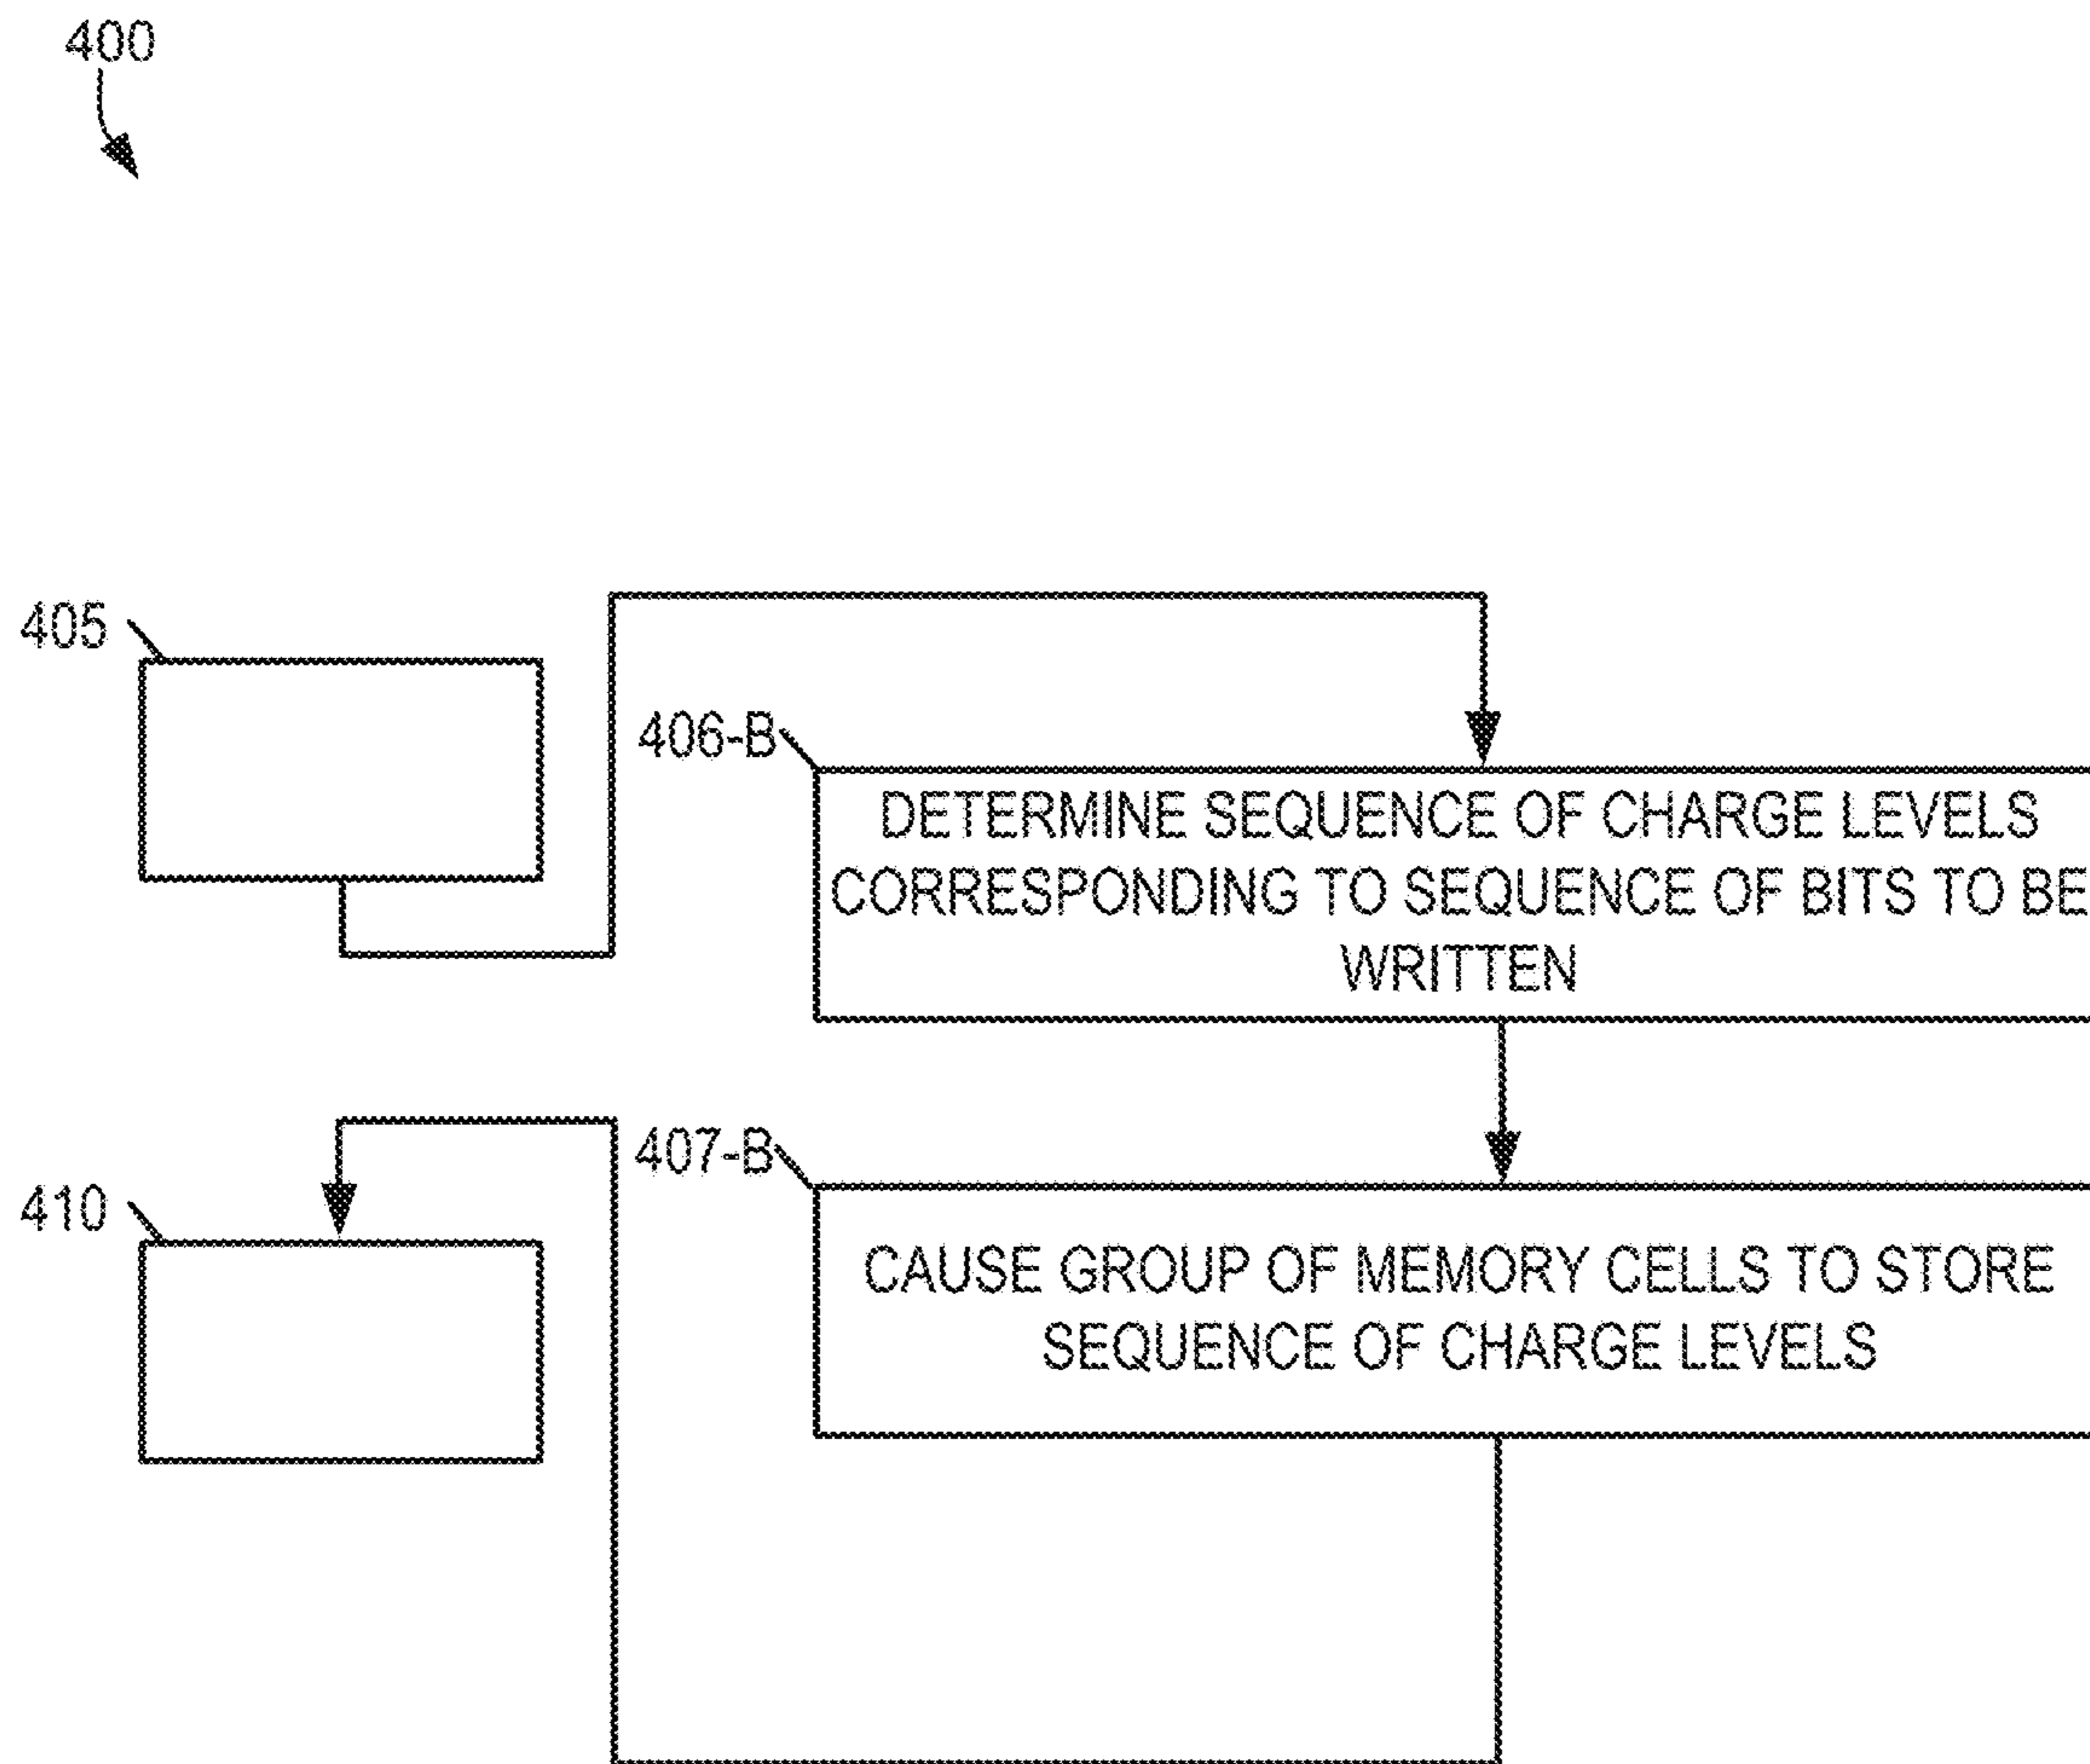 400
405
406-B
DETERMINE SEQUENCE OF CHARGE LEVELS
CORRESPONDING TO SEQUENCE OF BITS TO BE
WRITTEN
407-B
410
CAUSE GROUP OF MEMORY CELLS TO STORE
SEQUENCE OF CHARGE LEVELS